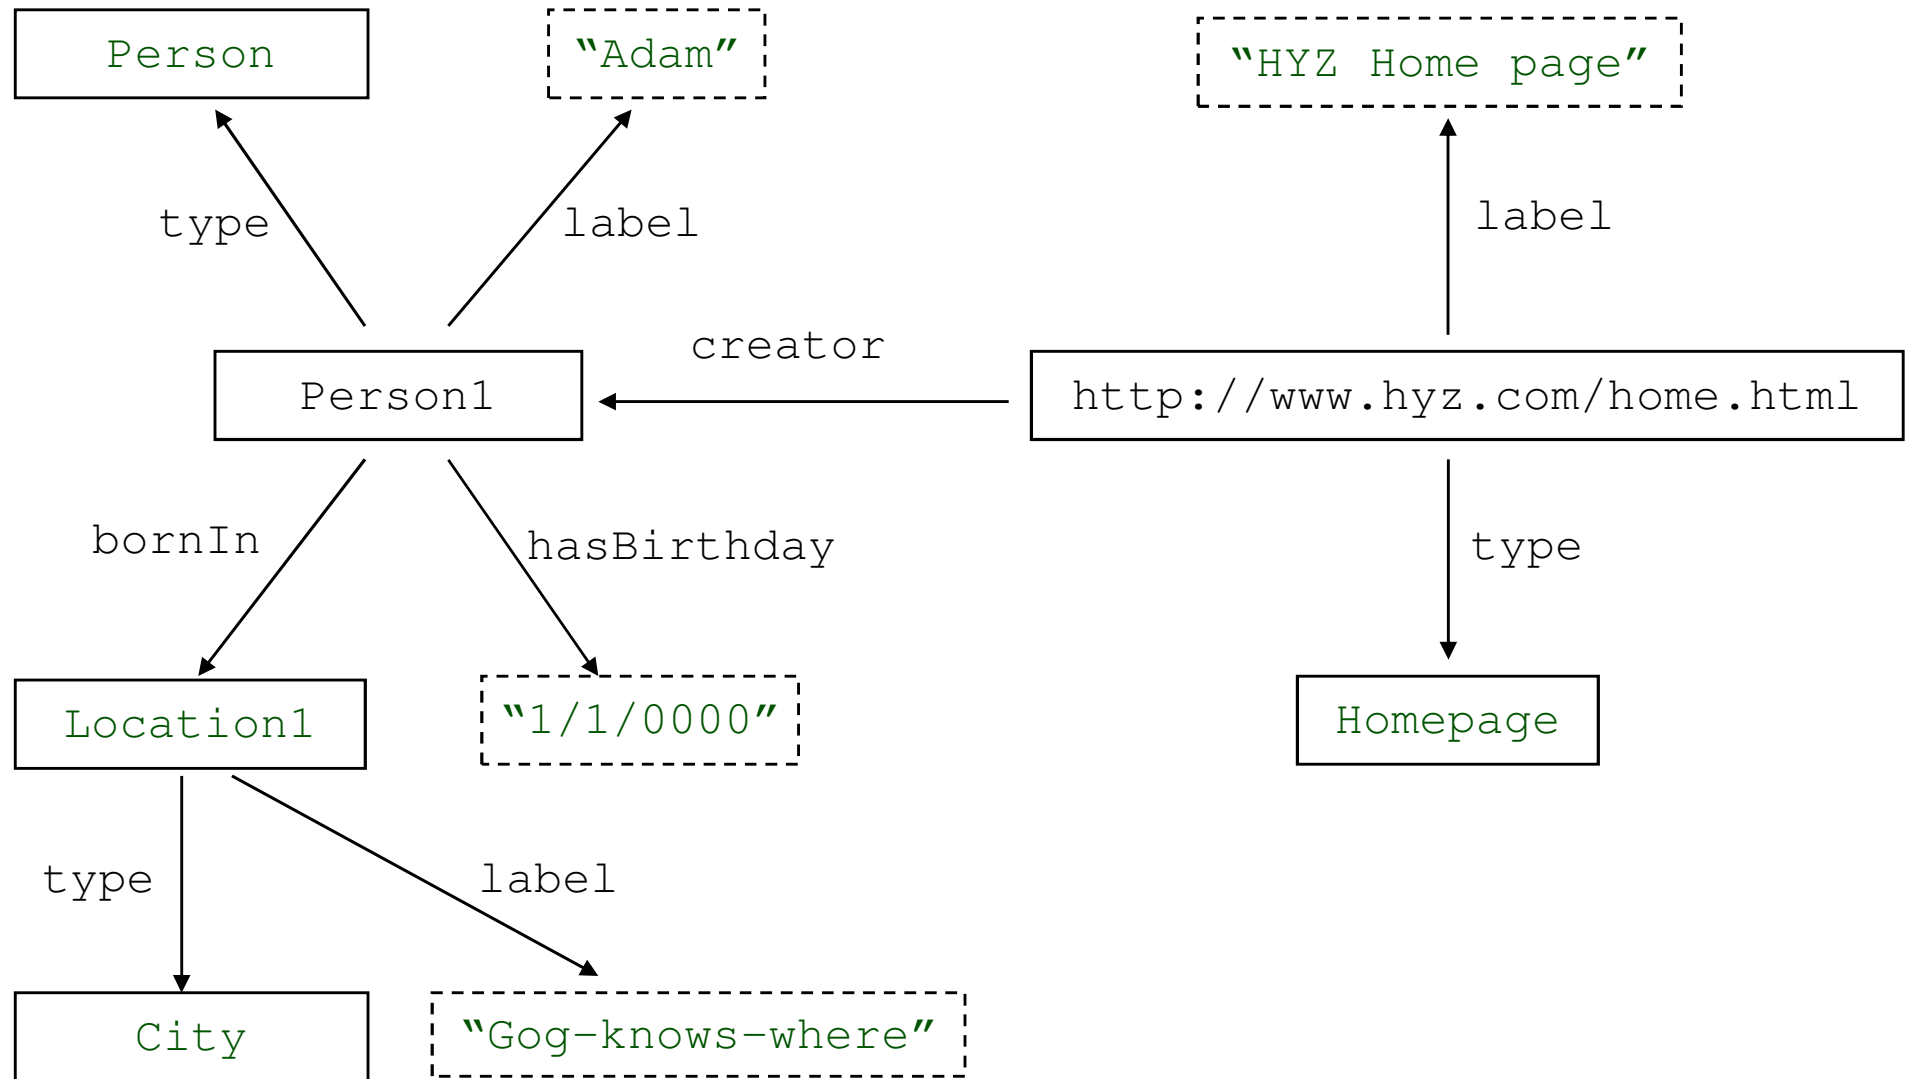 Person
“Adam”
“HYZ Home page”
type
label
label
creator
Person1
http://www.hyz.com/home.html
bornIn
hasBirthday
type
Location1
“1/1/0000”
Homepage
type
label
City
“Gog-knows-where”